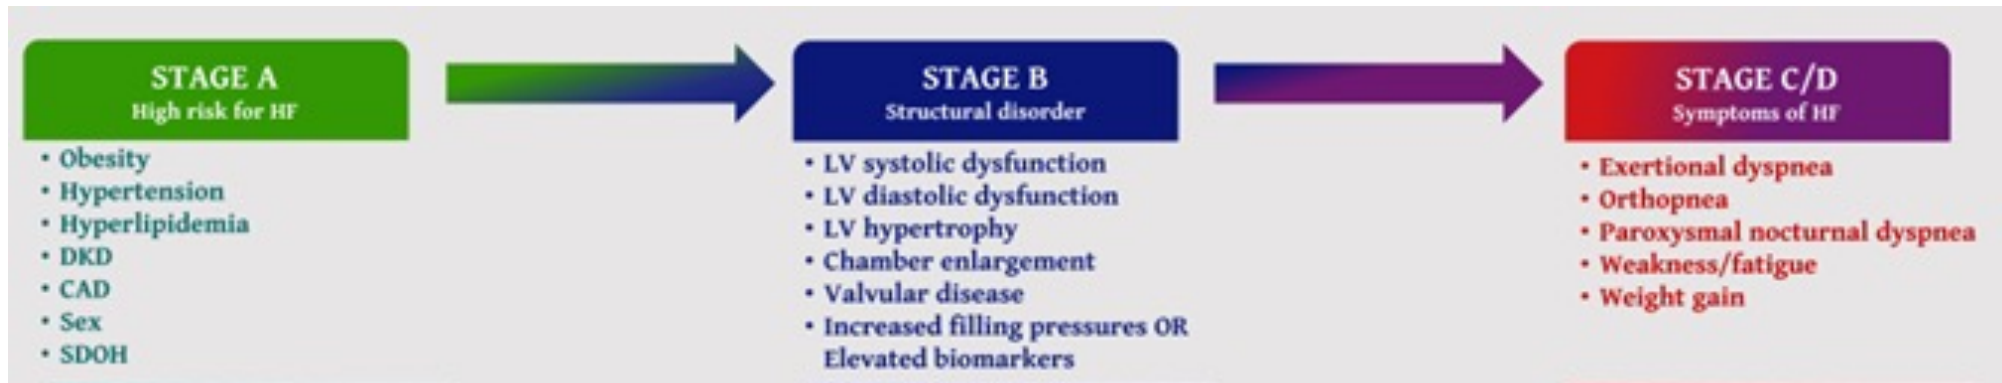 STAGE A
High risk for HF
• Obesity
• Hypertension
• Hyperlipidemia
• DKD
• CAD
• Sex
• SDOH
STAGE B
Structural disorder
• LV systolic dysfunction
• LV diastolic dysfunction
• LV hypertrophy
• Chamber enlargement
• Valvular disease
• Increased filling pressures OR
Elevated biomarkers
STAGE C/D
Symptoms of HF
• Exertional dyspnea
• Orthopnea
• Paroxysmal nocturnal dyspnea
• Weakness/fatigue
• Weight gain